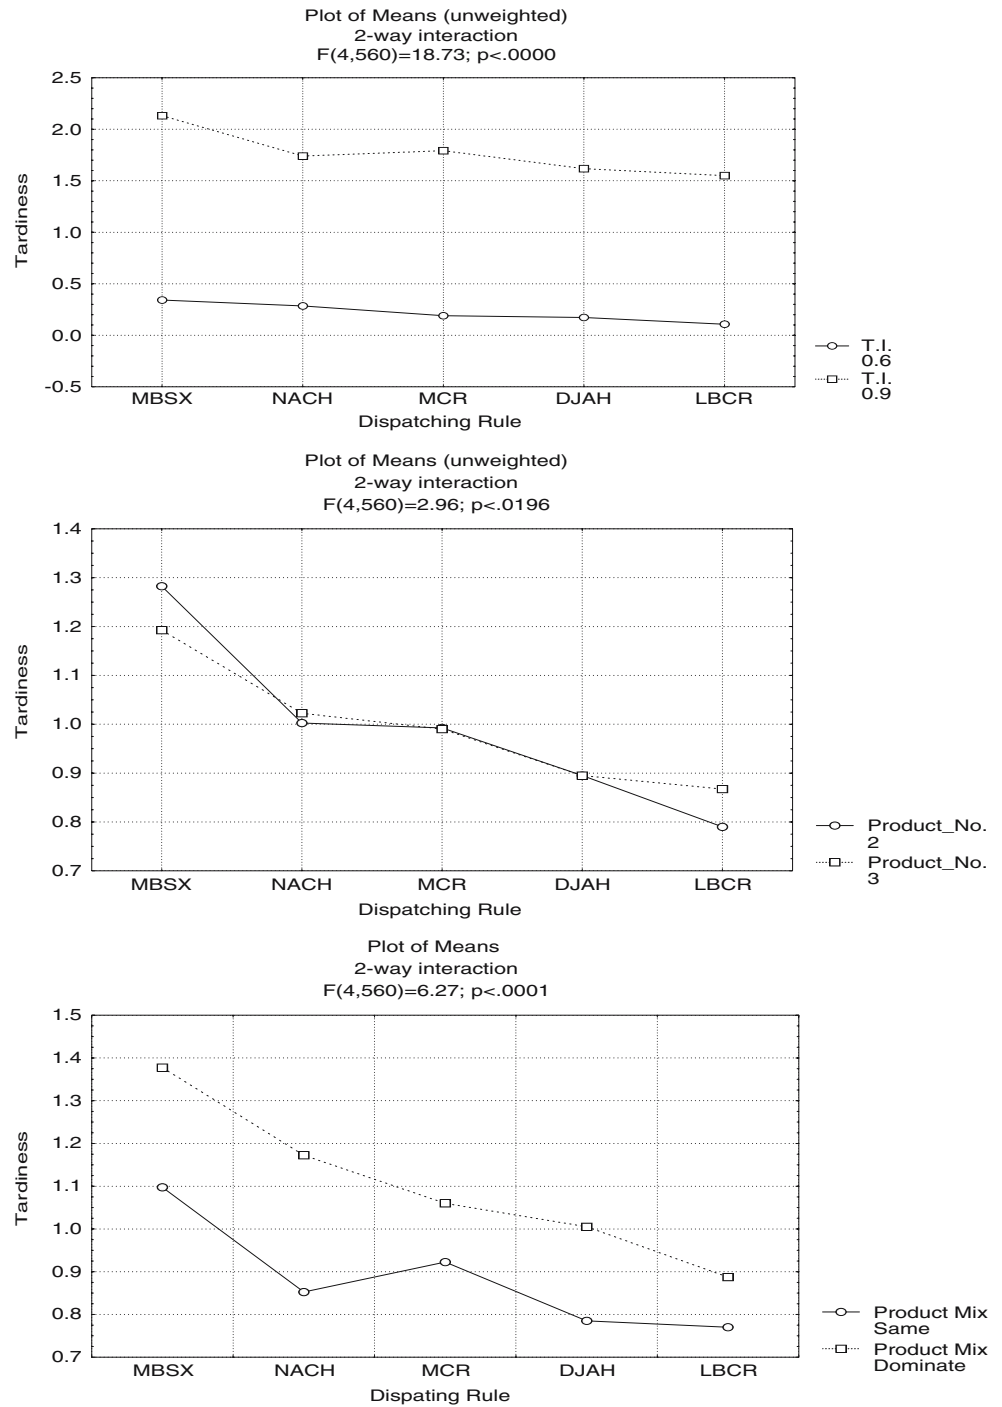 Plot of Means (unweighted)
2-way interaction
F(4,560)=18.73; p<.0000
2.5
2.0
1.5
1.0
0.5
0.0
-0.5
Tardiness
MBSX NACH MCR DJAH LBCR
Dispatching Rule
T.I.
0.6
T.I.
0.9
Plot of Means (unweighted)
2-way interaction
F(4,560)=2.96; p<.0196
1.4
1.3
1.2
1.1
1.0
0.9
0.8
0.7
Tardiness
MBSX NACH MCR DJAH LBCR
Dispatching Rule
Product_No.
2
Product_No.
3
Plot of Means
2-way interaction
F(4,560)=6.27; p<.0001
1.5
1.4
1.3
1.2
1.1
1.0
0.9
0.8
0.7
Tardiness
MBSX NACH MCR DJAH LBCR
Dispating Rule
Product Mix
Same
Product Mix
Dominate